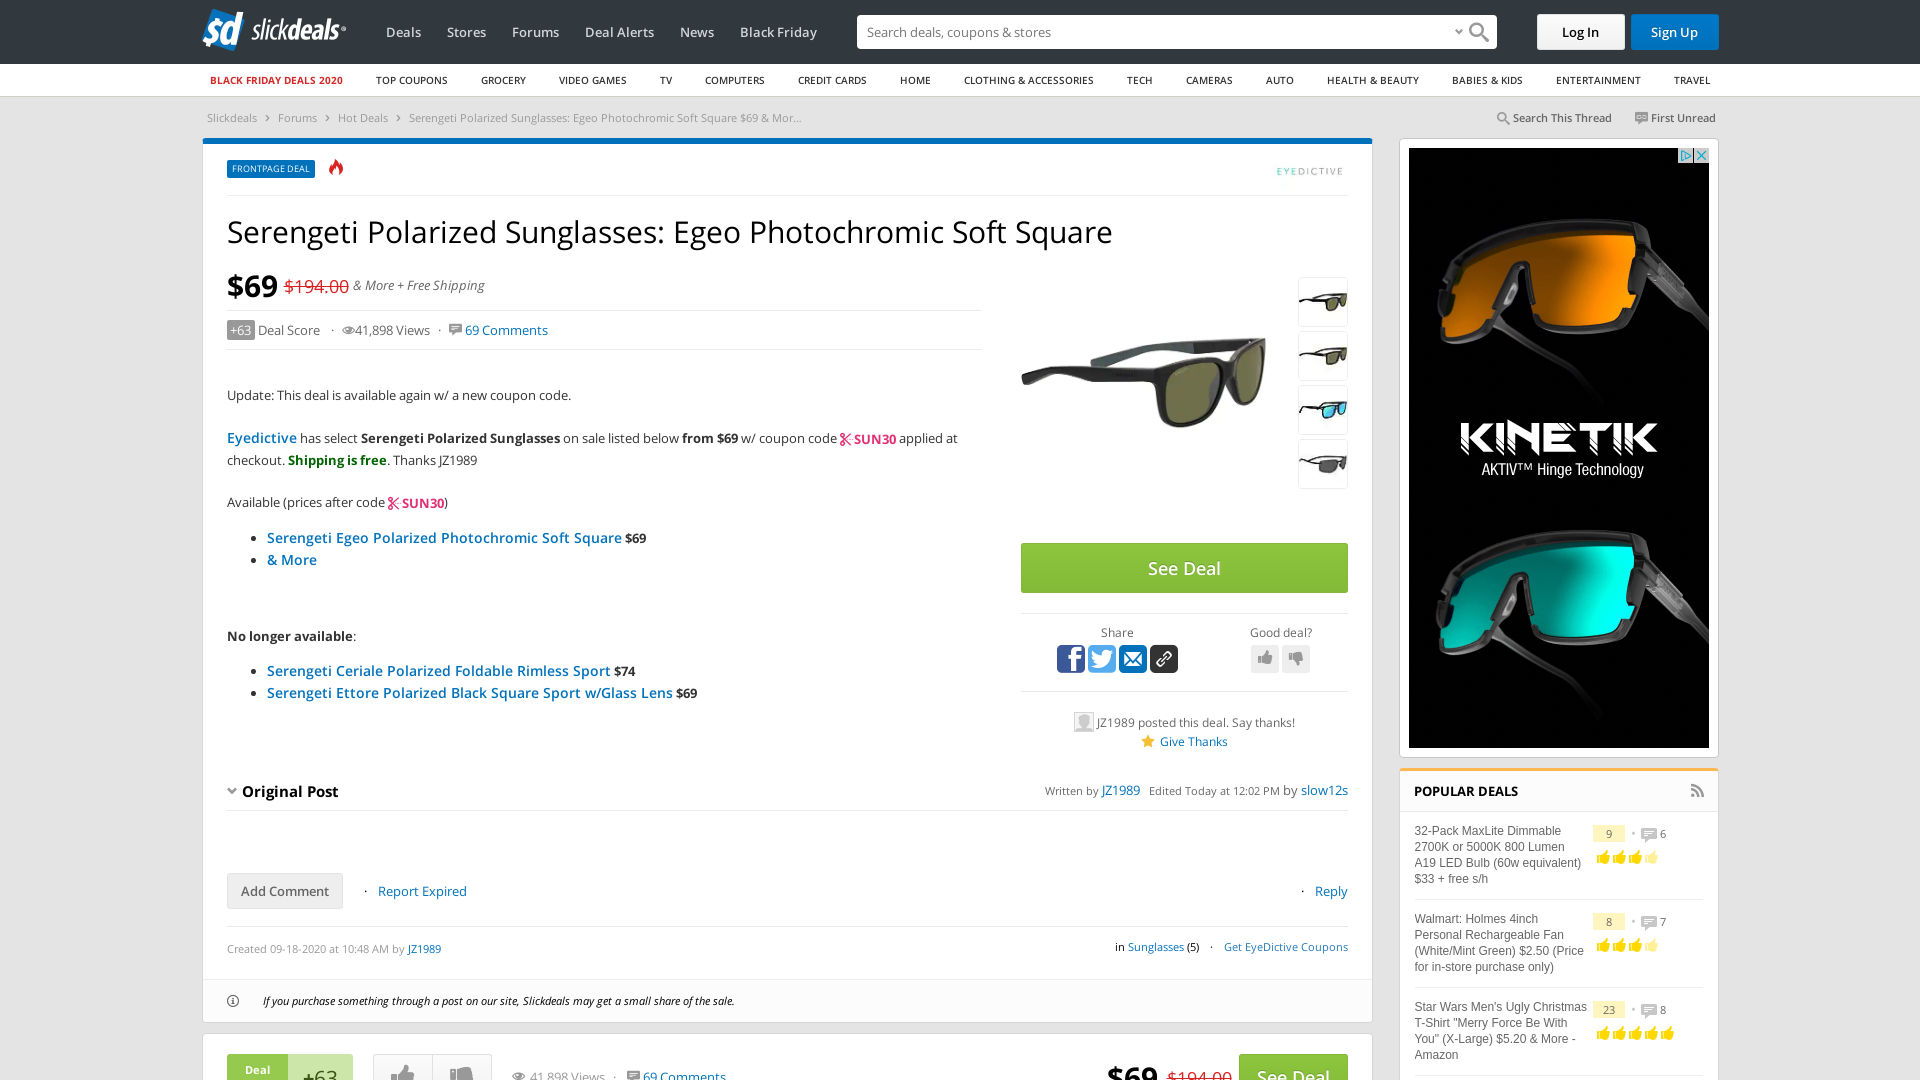 slickdeals
Deals
Stores
Forums
Deal Alerts
News
Black Friday
Search deals, coupons & stores
Log In
Sign Up
BLACK FRIDAY DEALS 2020
TOP COUPONS
GROCERY
VIDEO GAMES
TV
COMPUTERS
CREDIT CARDS
HOME
CLOTHING & ACCESSORIES
TECH
CAMERAS
AUTO
HEALTH & BEAUTY
BABIES & KIDS
ENTERTAINMENT
TRAVEL
Slickdeals › Forums › Hot Deals › Serengeti Polarized Sunglasses: Egeo Photochromic Soft Square $69 & Mor...
Search This Thread
First Unread
FRONTPAGE DEAL
EYEDICTIVE
Serengeti Polarized Sunglasses: Egeo Photochromic Soft Square
$69 $194.00 & More + Free Shipping
+63 Deal Score · 41,898 Views · 69 Comments
Update: This deal is available again w/ a new coupon code.
Eyedictive has select Serengeti Polarized Sunglasses on sale listed below from $69 w/ coupon code SUN30 applied at
checkout. Shipping is free. Thanks JZ1989
Available (prices after code SUN30)
• Serengeti Egeo Polarized Photochromic Soft Square $69
• & More
No longer available:
• Serengeti Ceriale Polarized Foldable Rimless Sport $74
• Serengeti Ettore Polarized Black Square Sport w/Glass Lens $69
See Deal
Share
Good deal?
JZ1989 posted this deal. Say thanks!
Give Thanks
Original Post
Written by JZ1989 Edited Today at 12:02 PM by slow12s
Add Comment
· Report Expired
· Reply
Created 09-18-2020 at 10:48 AM by JZ1989
in Sunglasses (5) · Get EyeDictive Coupons
If you purchase something through a post on our site, Slickdeals may get a small share of the sale.
Deal
+63
41,898 Views · 69 Comments
$69 $194.00
See Deal
KINETIK
AKTIV™ Hinge Technology
POPULAR DEALS
32-Pack MaxLite Dimmable
2700K or 5000K 800 Lumen
A19 LED Bulb (60w equivalent)
$33 + free s/h
9 • 6
Walmart: Holmes 4inch
Personal Rechargeable Fan
(White/Mint Green) $2.50 (Price
for in-store purchase only)
8 • 7
Star Wars Men's Ugly Christmas
T-Shirt "Merry Force Be With
You" (X-Large) $5.20 & More -
Amazon
23 • 8